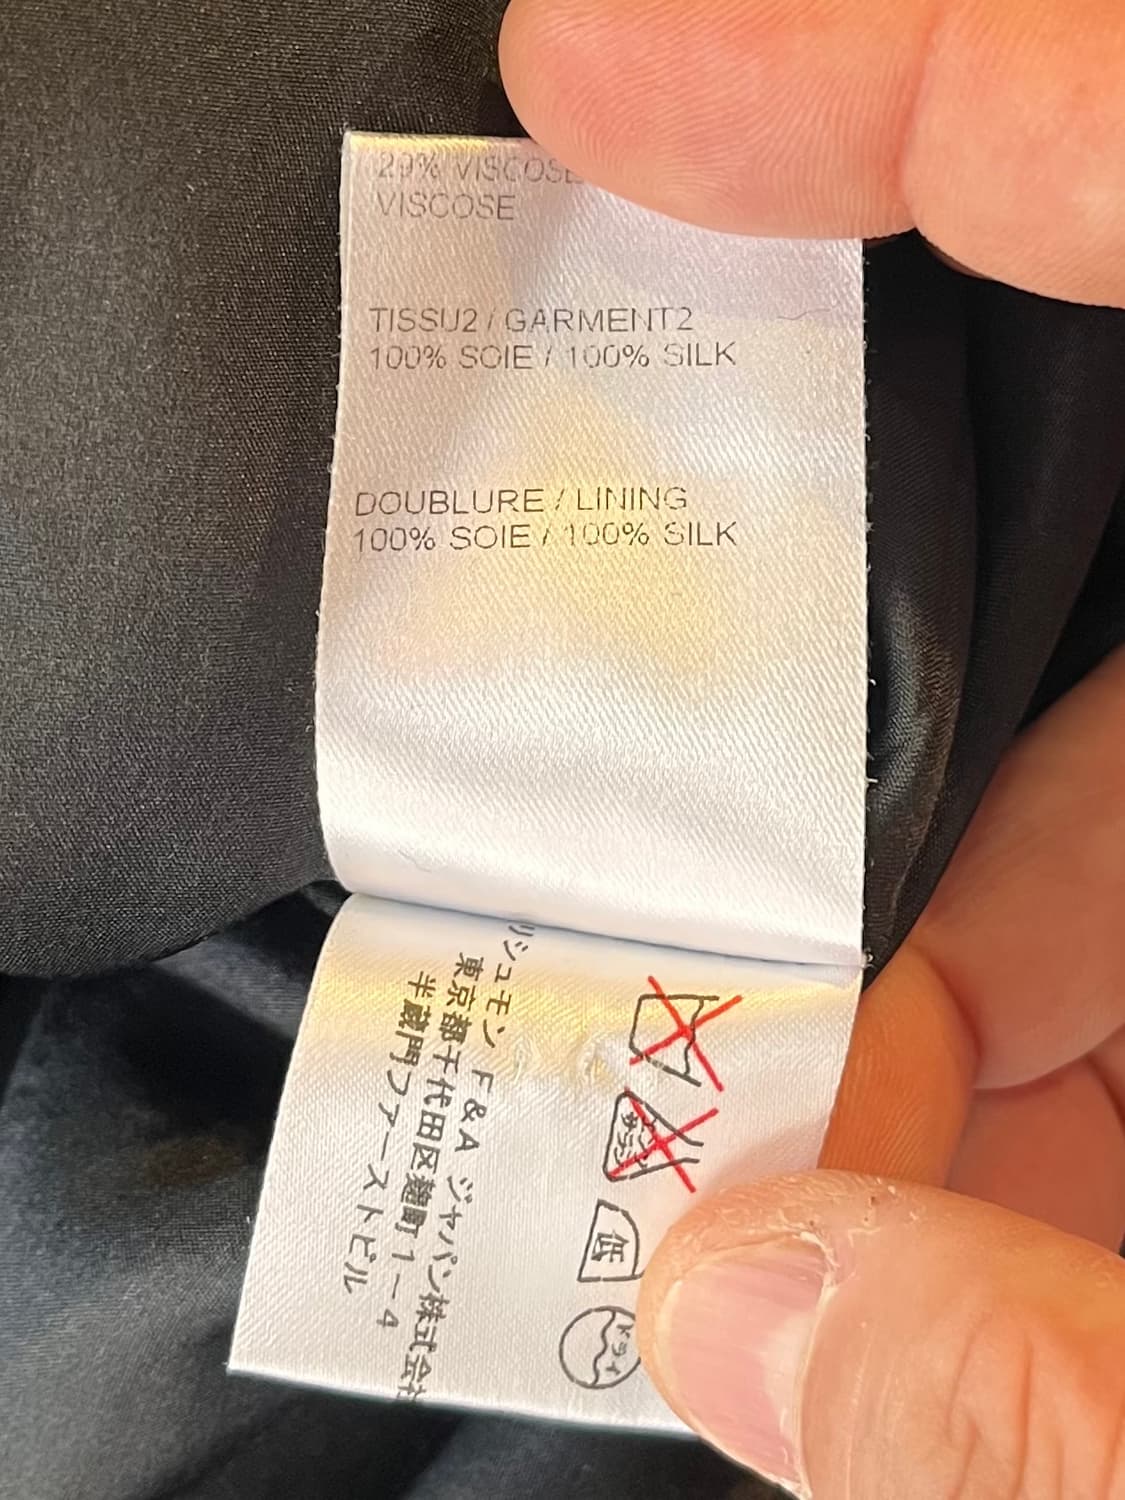 29% VISCOSE
VISCOSE
TISSU2 / GARMENT2
100% SOIE / 100% SILK
DOUBLURE / LINING
100% SOIE / 100% SILK
リシュモン F&A ジャパン株式会社
東京都千代田区麹町1－4
半蔵門ファーストビル
低
ドライ